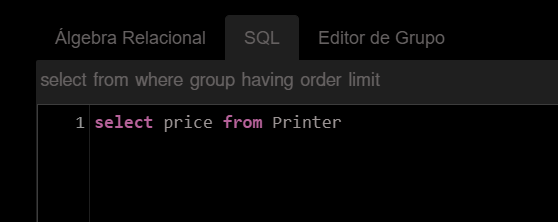 Álgebra Relacional SQL Editor de Grupo
select from where group having order limit
1 select price from Printer